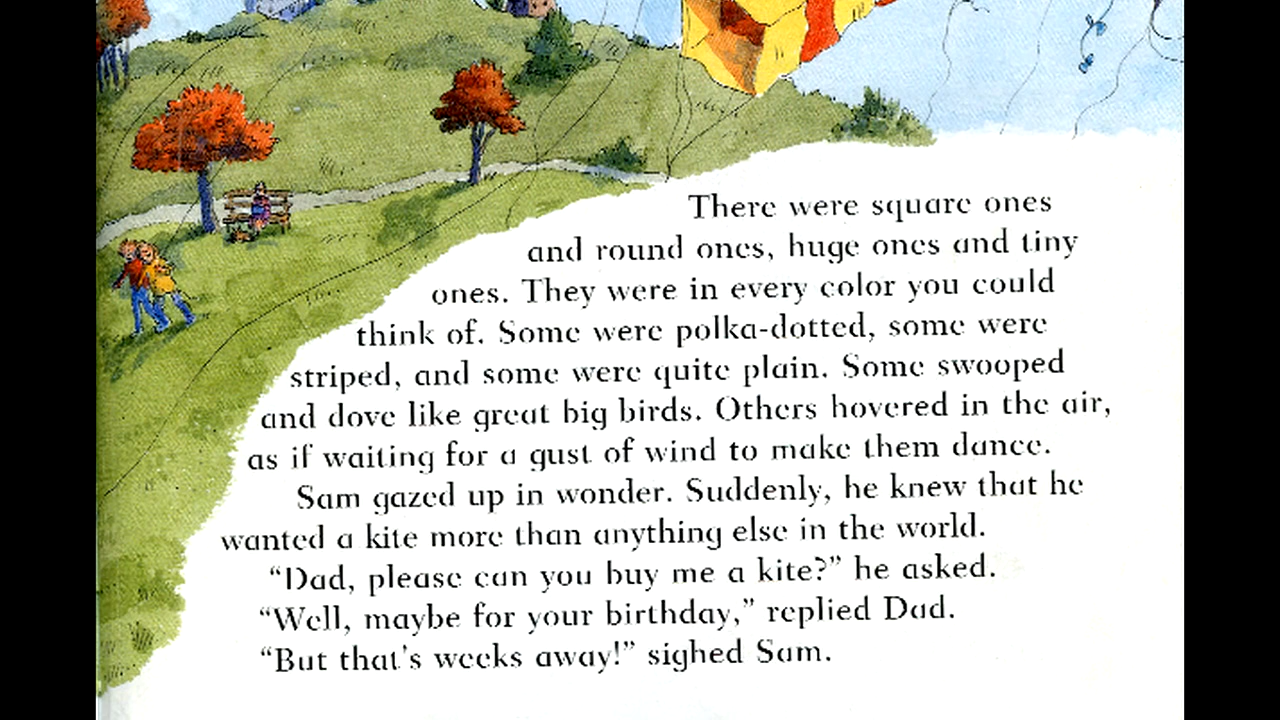 There were square ones
and round ones, huge ones and tiny
ones. They were in every color you could
think of. Some were polka-dotted, some were
striped, and some were quite plain. Some swooped
and dove like great big birds. Others hovered in the air,
as if waiting for a gust of wind to make them dance.
Sam gazed up in wonder. Suddenly, he knew that he
wanted a kite more than anything else in the world.
“Dad, please can you buy me a kite?” he asked.
“Well, maybe for your birthday,” replied Dad.
“But that's weeks away!” sighed Sam.